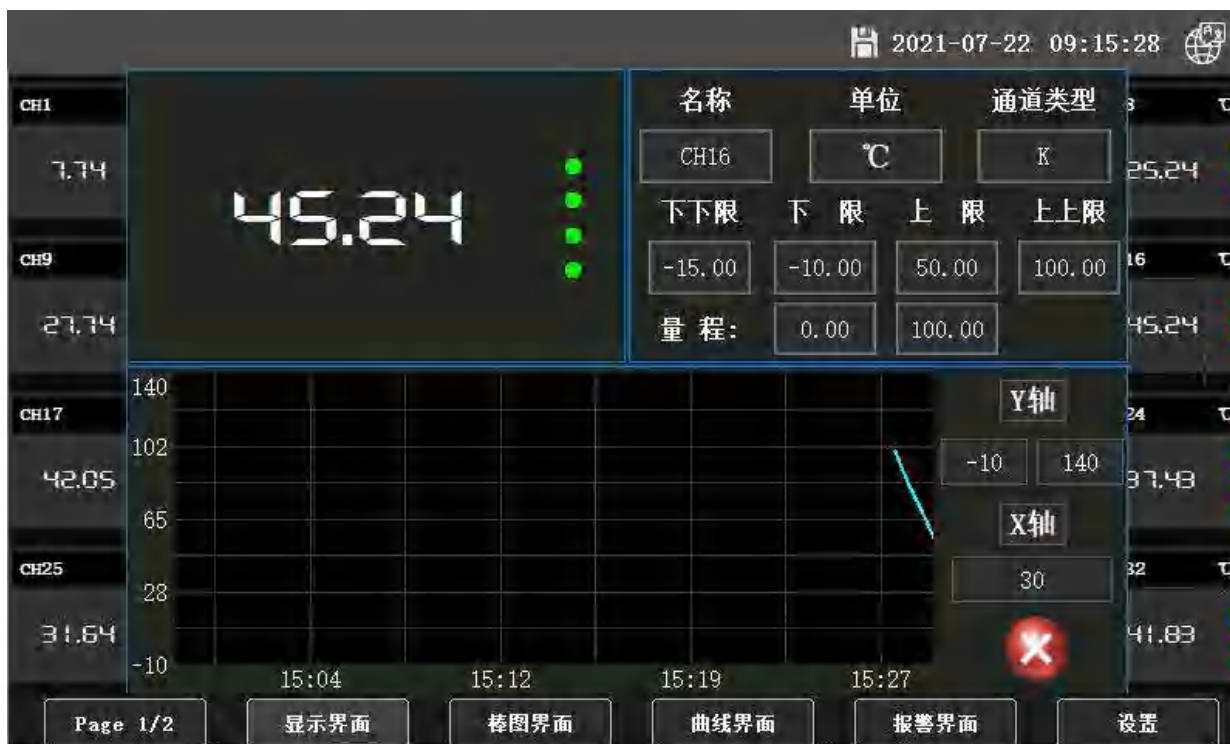 2021-07-22 09:15:28
CH1
7.74
45.24
名称 单位 通道类型
CH16 ℃ K
下下限 下 限 上 限 上上限
-15.00 -10.00 50.00 100.00
量 程: 0.00 100.00
25.24
CH9
27.74
16
45.24
140
102
65
28
-10
15:04 15:12 15:19 15:27
Y轴
-10 140
X轴
30
CH17
42.05
24
37.43
CH25
31.64
32
41.83
Page 1/2 显示界面 棒图界面 曲线界面 报警界面 设置